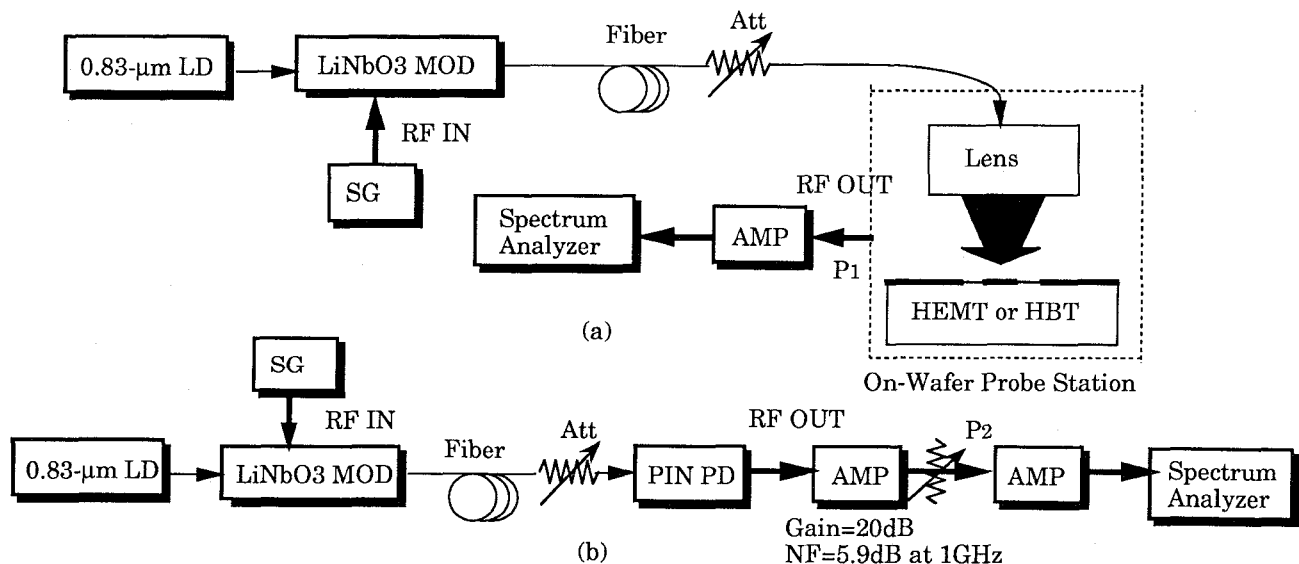 Fiber
Att
0.83-μm LD
LiNbO3 MOD
RF IN
SG
Lens
RF OUT
Spectrum
Analyzer
AMP
P1
HEMT or HBT
(a)
On-Wafer Probe Station
SG
RF IN
Fiber
Att
RF OUT
P2
0.83-μm LD
LiNbO3 MOD
PIN PD
AMP
AMP
Spectrum
Analyzer
Gain=20dB
NF=5.9dB at 1GHz
(b)